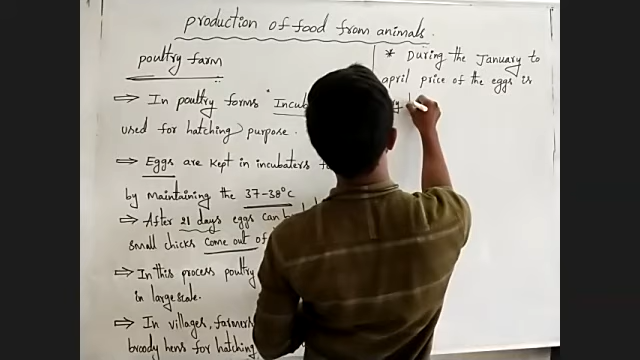 production of food from animals.
poultry farm
⇒ In poultry forms "Incub
used for hatching purpose.
⇒ Eggs are kept in incubaters
by Maintaining the 37-38°C
⇒ After 21 days eggs can
small chicks come out of
⇒ In this process poultry
in large scale.
⇒ In villages, farmers
broody hens for hatching
* During the January to
april price of the eggs is